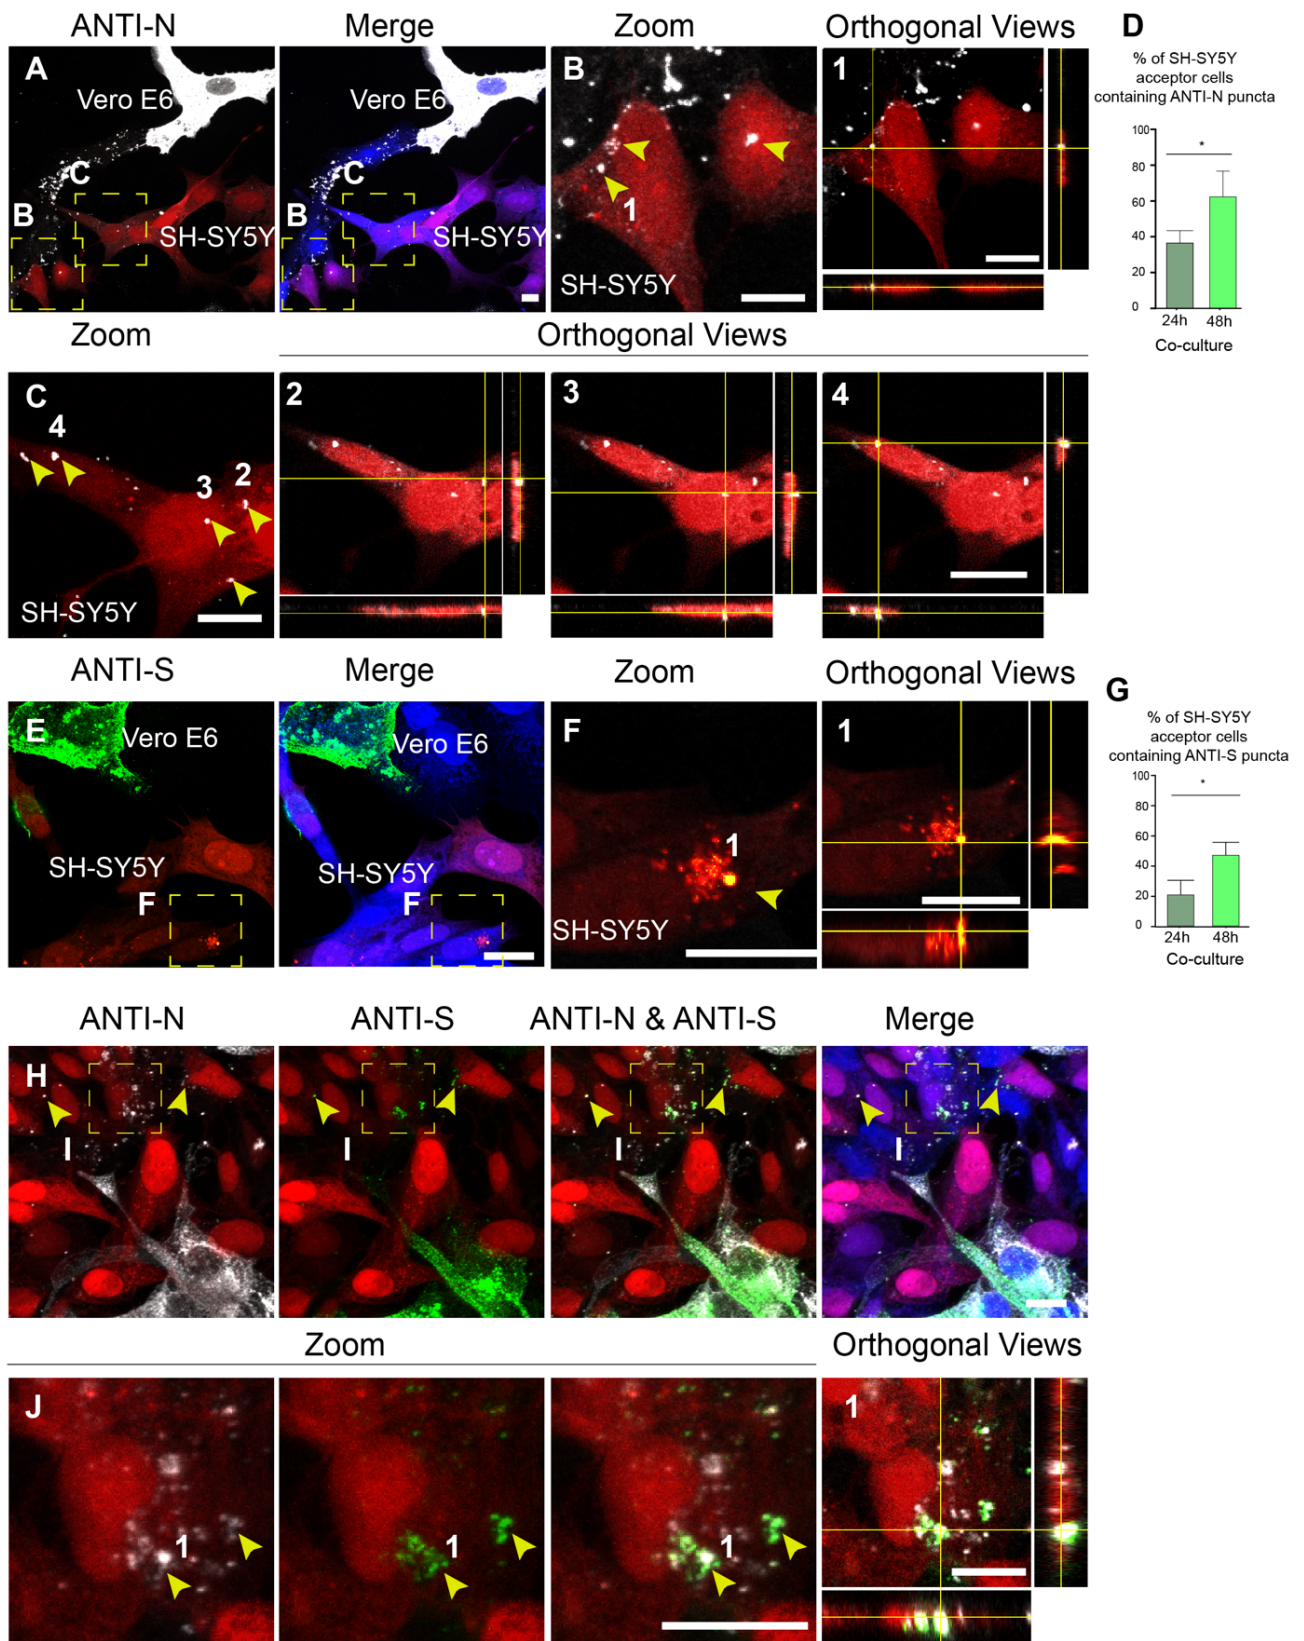 ANTI-N
Merge
Zoom
Orthogonal Views
D
A
Vero E6
C
B
SH-SY5Y
Vero E6
C
B
SH-SY5Y
B
1
SH-SY5Y
1
% of SH-SY5Y
acceptor cells
containing ANTI-N puncta
100
80
60
40
20
0
*
24h
48h
Co-culture
Zoom
Orthogonal Views
C
4
3
2
SH-SY5Y
2
3
4
ANTI-S
Merge
Zoom
Orthogonal Views
G
E
Vero E6
SH-SY5Y
F
Vero E6
SH-SY5Y
F
F
1
SH-SY5Y
1
% of SH-SY5Y
acceptor cells
containing ANTI-S puncta
100
80
60
40
20
0
*
24h
48h
Co-culture
ANTI-N
ANTI-S
ANTI-N & ANTI-S
Merge
H
I
I
I
I
Zoom
Orthogonal Views
J
1
1
1
1